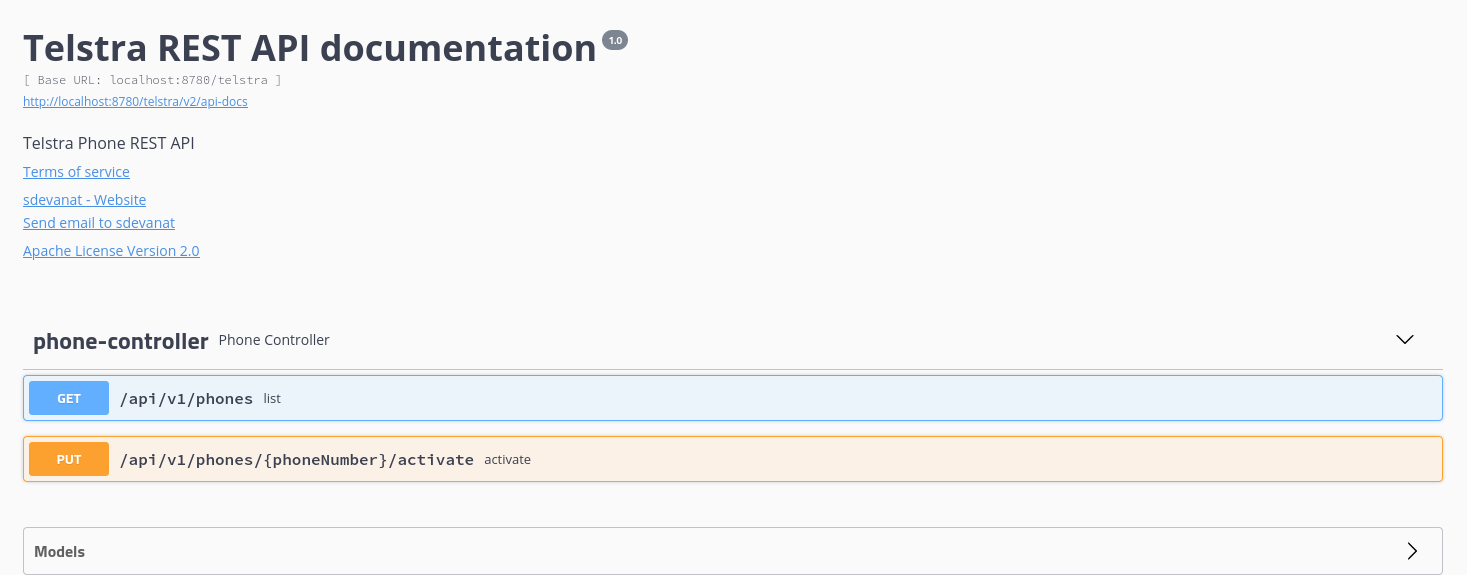 Telstra REST API documentation 1.0
[ Base URL: localhost:8780/telstra ]
http://localhost:8780/telstra/v2/api-docs
Telstra Phone REST API
Terms of service
sdevanat - Website
Send email to sdevanat
Apache License Version 2.0
phone-controller Phone Controller
GET /api/v1/phones list
PUT /api/v1/phones/{phoneNumber}/activate activate
Models